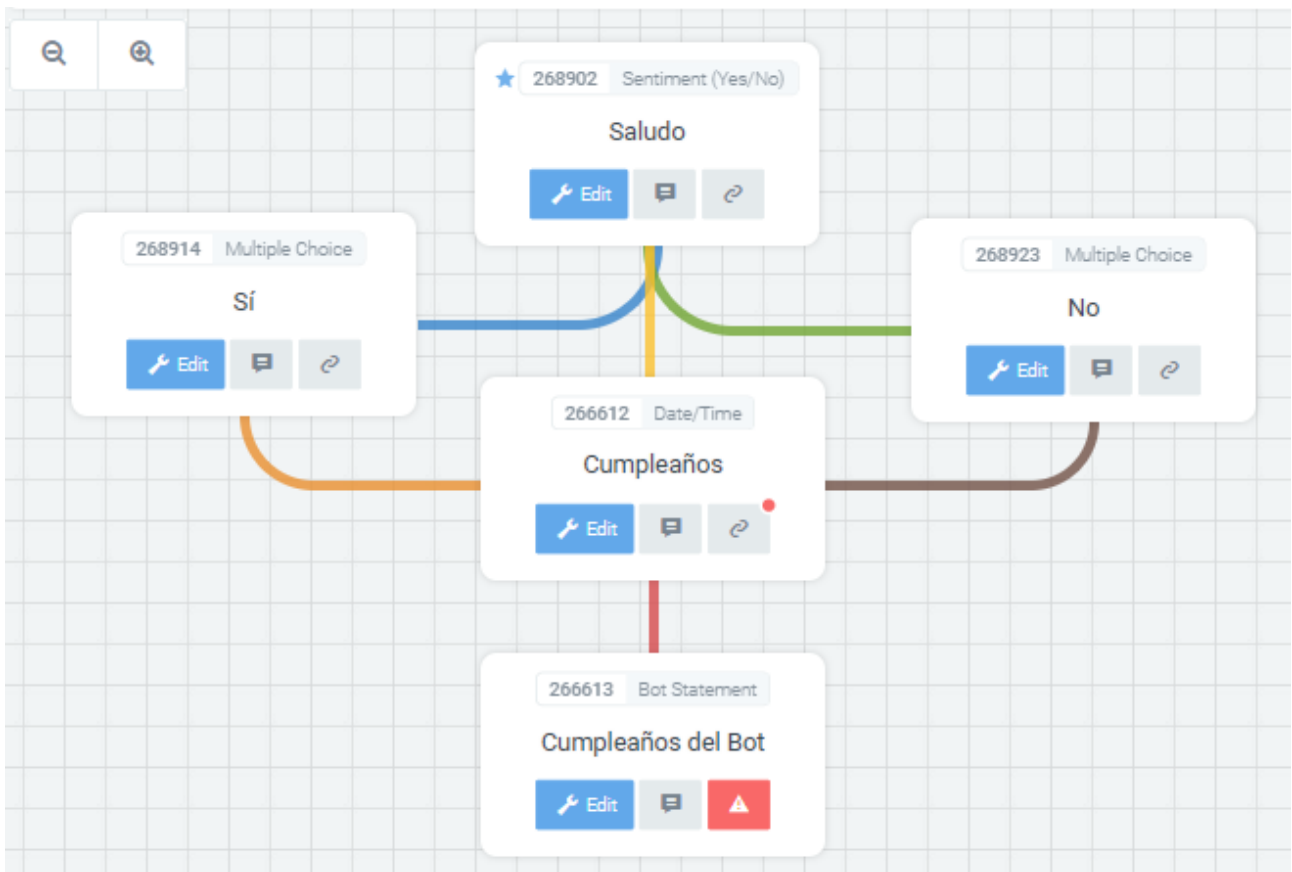 268902 Sentiment (Yes/No)
Saludo
Edit
268914 Multiple Choice
Sí
Edit
268923 Multiple Choice
No
Edit
266612 Date/Time
Cumpleaños
Edit
266613 Bot Statement
Cumpleaños del Bot
Edit